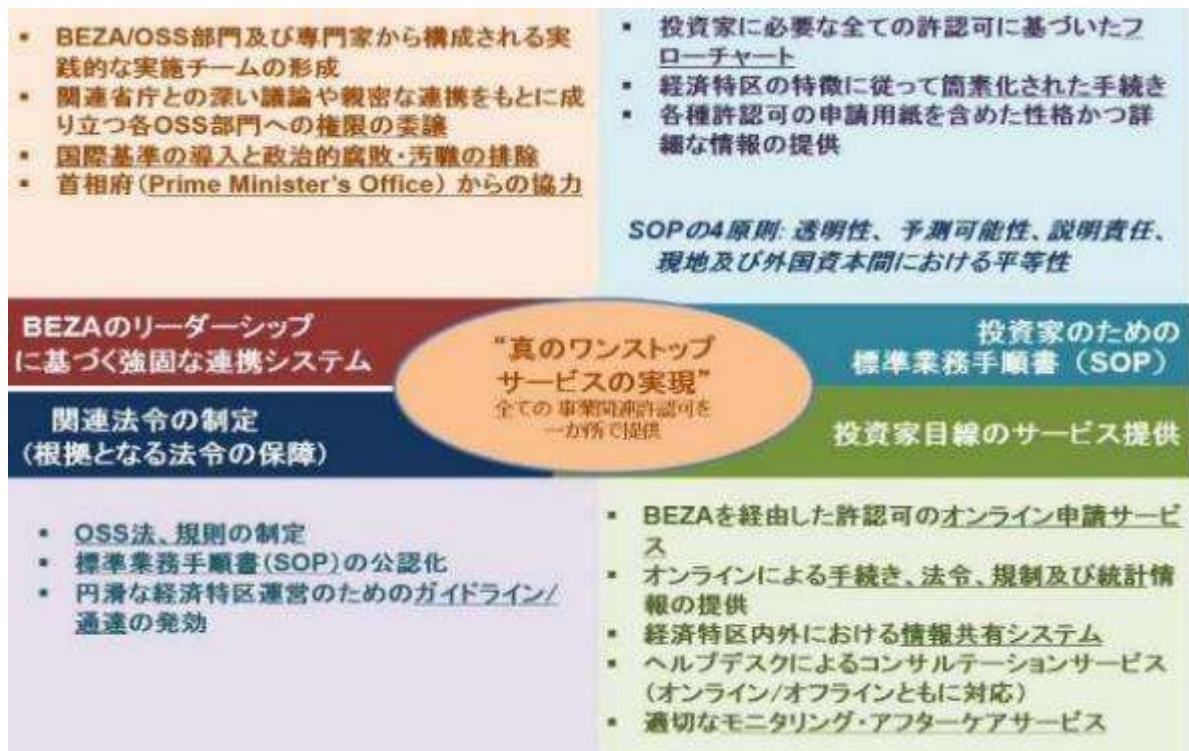 ▪ BEZA/OSS部門及び専門家から構成される実
践的な実施チームの形成
▪ 関連省庁との深い議論や親密な連携をもとに成
り立つ各OSS部門への権限の委譲
▪ 国際基準の導入と政治的腐敗・汚職の排除
▪ 首相府（Prime Minister's Office）からの協力
▪ 投資家に必要な全ての許認可に基づいたフ
ローチャート
▪ 経済特区の特徴に従って簡素化された手続き
▪ 各種許認可の申請用紙を含めた性格かつ詳
細な情報の提供
SOPの4原則: 透明性、予測可能性、説明責任、
現地及び外国資本間における平等性
BEZAのリーダーシップ
に基づく強固な連携システム
"真のワンストップ
サービスの実現"
全ての 事業関連許認可を
一カ所で提供
投資家のための
標準業務手順書（SOP）
関連法令の制定
(根拠となる法令の保障)
投資家目線のサービス提供
▪ OSS法、規則の制定
▪ 標準業務手順書(SOP)の公認化
▪ 円滑な経済特区運営のためのガイドライン/
通達の発効
▪ BEZAを経由した許認可のオンライン申請サービ
ス
▪ オンラインによる手続き、法令、規制及び統計情
報の提供
▪ 経済特区内外における情報共有システム
▪ ヘルプデスクによるコンサルテーションサービス
（オンライン/オフラインともに対応）
▪ 適切なモニタリング・アフターケアサービス